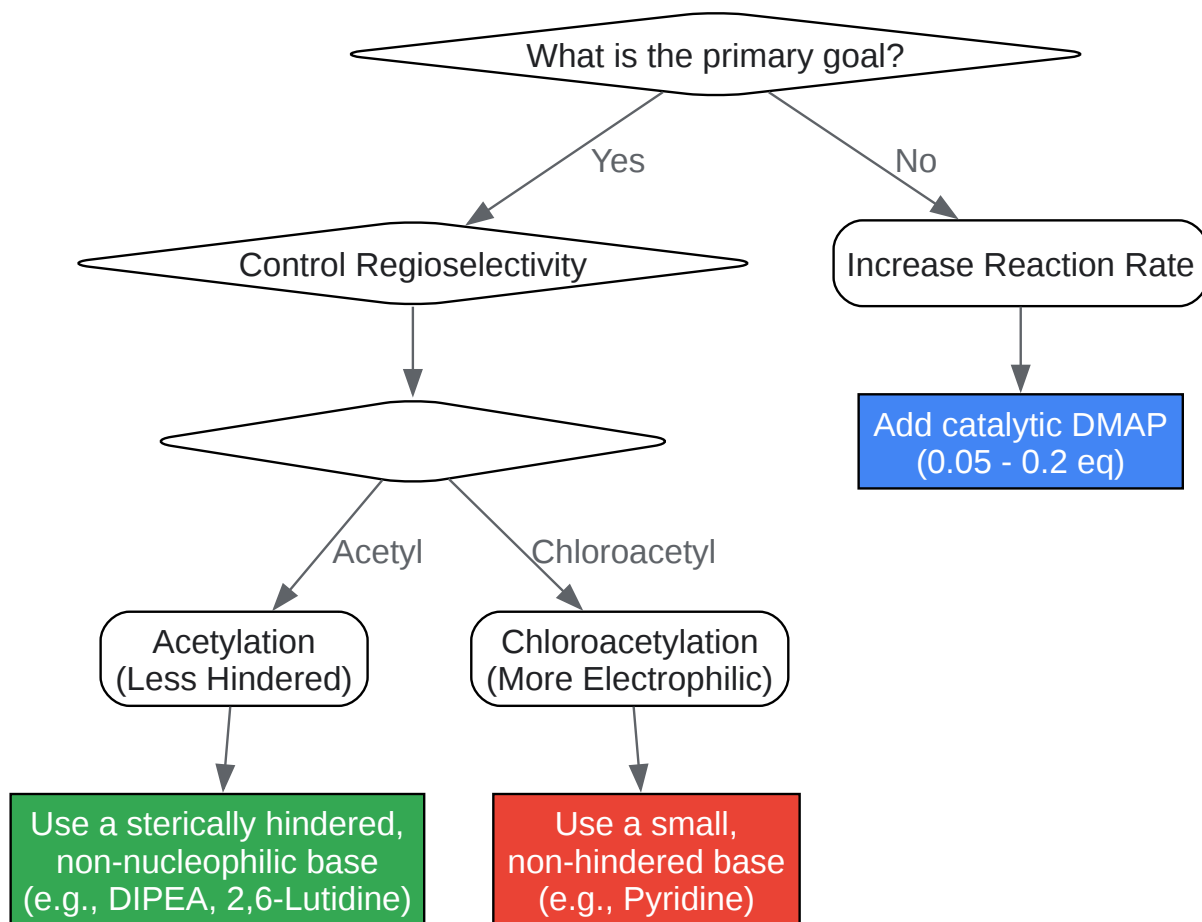 What is the primary goal?
Yes
No
Control Regioselectivity
Increase Reaction Rate
Add catalytic DMAP
(0.05 - 0.2 eq)
Acetyl
Chloroacetyl
Acetylation
(Less Hindered)
Chloroacetylation
(More Electrophilic)
Use a sterically hindered,
non-nucleophilic base
(e.g., DIPEA, 2,6-Lutidine)
Use a small,
non-hindered base
(e.g., Pyridine)